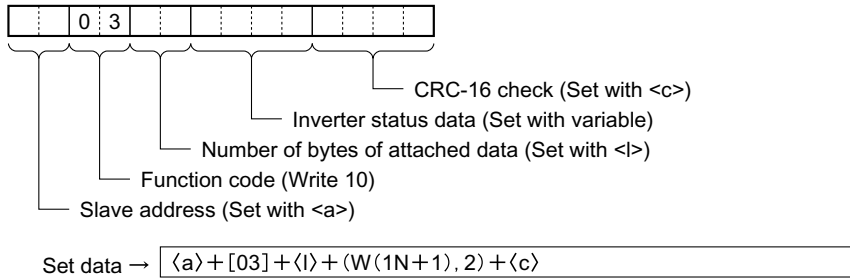 0 3
CRC-16 check (Set with <c>)
Inverter status data (Set with variable)
Number of bytes of attached data (Set with <l>)
Function code (Write 10)
Slave address (Set with <a>)
Set data → ⟨a⟩+[03]+⟨l⟩+(W(1N+1), 2)+⟨c⟩